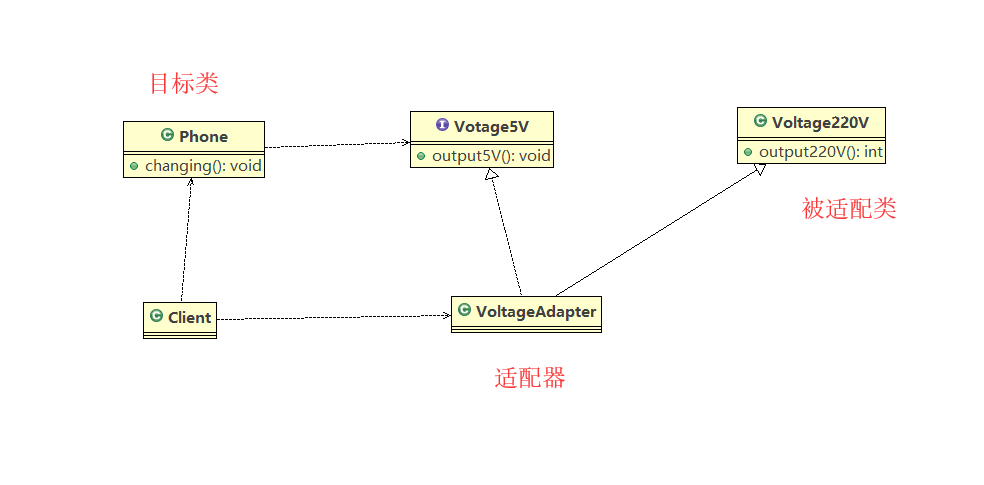 目标类
Phone
changing(): void
Votage5V
output5V(): void
Voltage220V
output220V(): int
被适配类
Client
VoltageAdapter
适配器